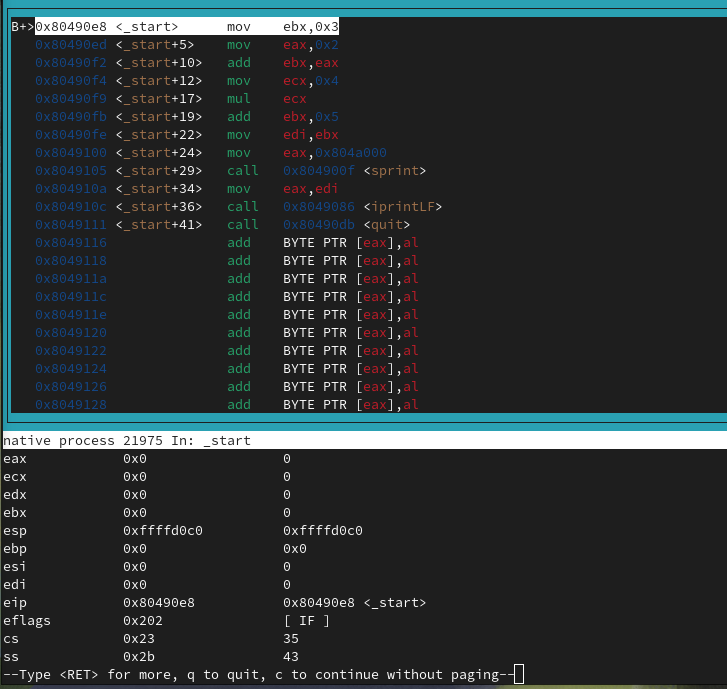 B+>0x80490e8 <_start>      mov    ebx,0x3
0x80490ed <_start+5>    mov    eax,0x2
0x80490f2 <_start+10>   add    ebx,eax
0x80490f4 <_start+12>   mov    ecx,0x4
0x80490f9 <_start+17>   mul    ecx
0x80490fb <_start+19>   add    ebx,0x5
0x80490fe <_start+22>   mov    edi,ebx
0x8049100 <_start+24>   mov    eax,0x804a000
0x8049105 <_start+29>   call   0x804900f <sprint>
0x804910a <_start+34>   mov    eax,edi
0x804910c <_start+36>   call   0x8049086 <iprintLF>
0x8049111 <_start+41>   call   0x80490db <quit>
0x8049116               add    BYTE PTR [eax],al
0x8049118               add    BYTE PTR [eax],al
0x804911a               add    BYTE PTR [eax],al
0x804911c               add    BYTE PTR [eax],al
0x804911e               add    BYTE PTR [eax],al
0x8049120               add    BYTE PTR [eax],al
0x8049122               add    BYTE PTR [eax],al
0x8049124               add    BYTE PTR [eax],al
0x8049126               add    BYTE PTR [eax],al
0x8049128               add    BYTE PTR [eax],al
native process 21975 In: _start
eax            0x0                 0
ecx            0x0                 0
edx            0x0                 0
ebx            0x0                 0
esp            0xffffd0c0          0xffffd0c0
ebp            0x0                 0x0
esi            0x0                 0
edi            0x0                 0
eip            0x80490e8           0x80490e8 <_start>
eflags         0x202               [ IF ]
cs             0x23                35
ss             0x2b                43
--Type <RET> for more, q to quit, c to continue without paging--